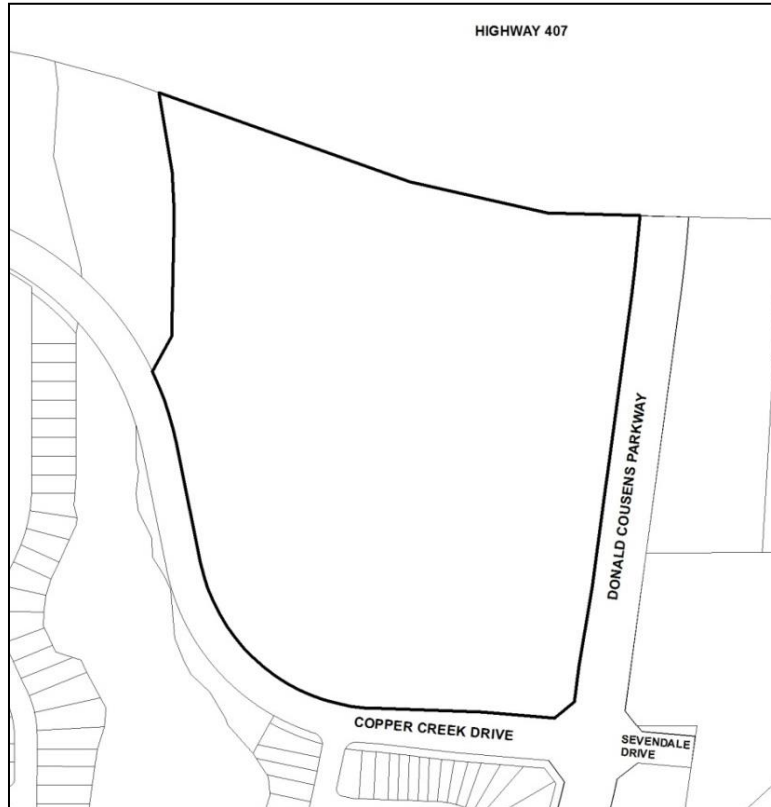 HIGHWAY 407
DONALD COUSENS PARKWAY
COPPER CREEK DRIVE
SEVENDALE
DRIVE